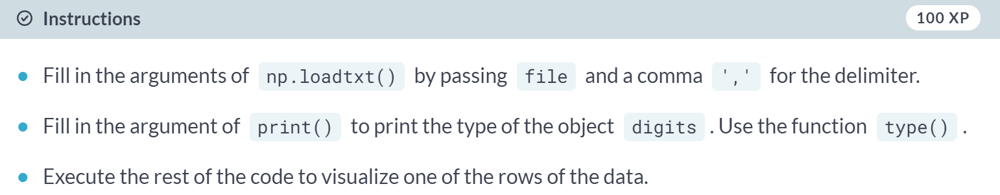 Instructions
100 XP
Fill in the arguments of np.loadtxt() by passing file and a comma ',' for the delimiter.
Fill in the argument of print() to print the type of the object digits . Use the function type() .
Execute the rest of the code to visualize one of the rows of the data.